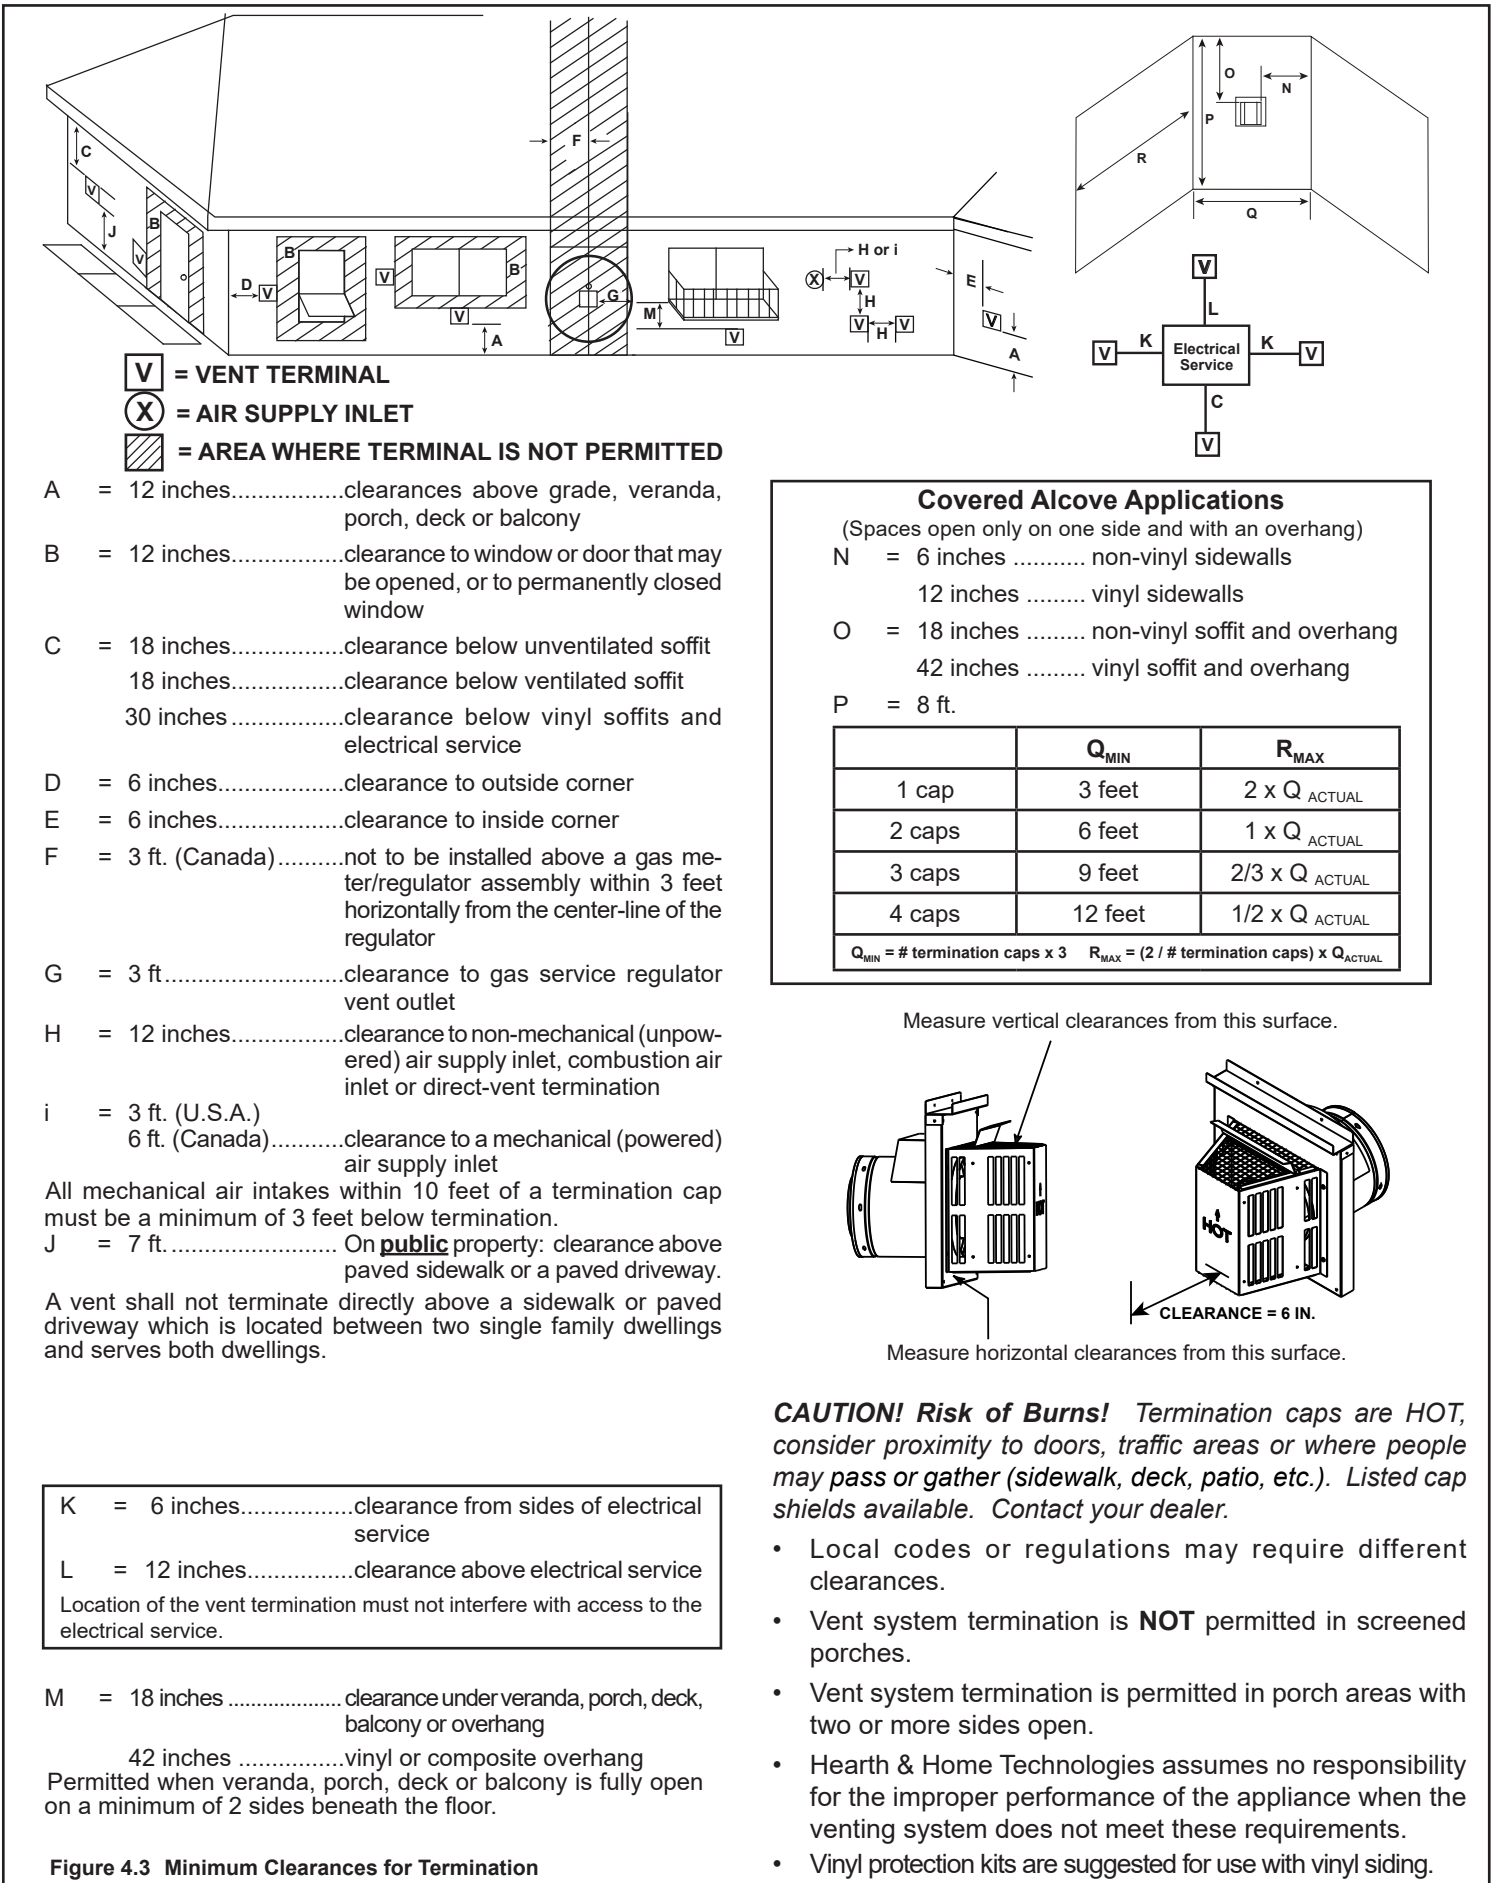 C
V
J
B
V
D
V
B
V
B
V
A
F
G
M
V
H or i
X
V
H
V
H
V
E
V
A
O
N
P
R
Q
V
L
V
K
Electrical
Service
K
V
C
V
V = VENT TERMINAL
X = AIR SUPPLY INLET
= AREA WHERE TERMINAL IS NOT PERMITTED
A = 12 inches.................clearances above grade, veranda,
porch, deck or balcony
B = 12 inches.................clearance to window or door that may
be opened, or to permanently closed
window
C = 18 inches.................clearance below unventilated soffit
18 inches.................clearance below ventilated soffit
30 inches .................clearance below vinyl soffits and
electrical service
D = 6 inches...................clearance to outside corner
E = 6 inches...................clearance to inside corner
F = 3 ft. (Canada)..........not to be installed above a gas me-
ter/regulator assembly within 3 feet
horizontally from the center-line of the
regulator
G = 3 ft...........................clearance to gas service regulator
vent outlet
H = 12 inches.................clearance to non-mechanical (unpow-
ered) air supply inlet, combustion air
inlet or direct-vent termination
i = 3 ft. (U.S.A.)
6 ft. (Canada)...........clearance to a mechanical (powered)
air supply inlet
All mechanical air intakes within 10 feet of a termination cap
must be a minimum of 3 feet below termination.
J = 7 ft. ......................... On public property: clearance above
paved sidewalk or a paved driveway.
A vent shall not terminate directly above a sidewalk or paved
driveway which is located between two single family dwellings
and serves both dwellings.
K = 6 inches.................clearance from sides of electrical
service
L = 12 inches................clearance above electrical service
Location of the vent termination must not interfere with access to the
electrical service.
M = 18 inches .................... clearance under veranda, porch, deck,
balcony or overhang
42 inches ................vinyl or composite overhang
Permitted when veranda, porch, deck or balcony is fully open
on a minimum of 2 sides beneath the floor.
Figure 4.3 Minimum Clearances for Termination
Covered Alcove Applications
(Spaces open only on one side and with an overhang)
N = 6 inches ........... non-vinyl sidewalls
12 inches ......... vinyl sidewalls
O = 18 inches ......... non-vinyl soffit and overhang
42 inches ......... vinyl soffit and overhang
P = 8 ft.
QMIN RMAX
1 cap 3 feet 2 x Q ACTUAL
2 caps 6 feet 1 x Q ACTUAL
3 caps 9 feet 2/3 x Q ACTUAL
4 caps 12 feet 1/2 x Q ACTUAL
QMIN = # termination caps x 3 RMAX = (2 / # termination caps) x QACTUAL
Measure vertical clearances from this surface.
HOT
HOT
CLEARANCE = 6 IN.
Measure horizontal clearances from this surface.
CAUTION! Risk of Burns! Termination caps are HOT,
consider proximity to doors, traffic areas or where people
may pass or gather (sidewalk, deck, patio, etc.). Listed cap
shields available. Contact your dealer.
• Local codes or regulations may require different
clearances.
• Vent system termination is NOT permitted in screened
porches.
• Vent system termination is permitted in porch areas with
two or more sides open.
• Hearth & Home Technologies assumes no responsibility
for the improper performance of the appliance when the
venting system does not meet these requirements.
• Vinyl protection kits are suggested for use with vinyl siding.